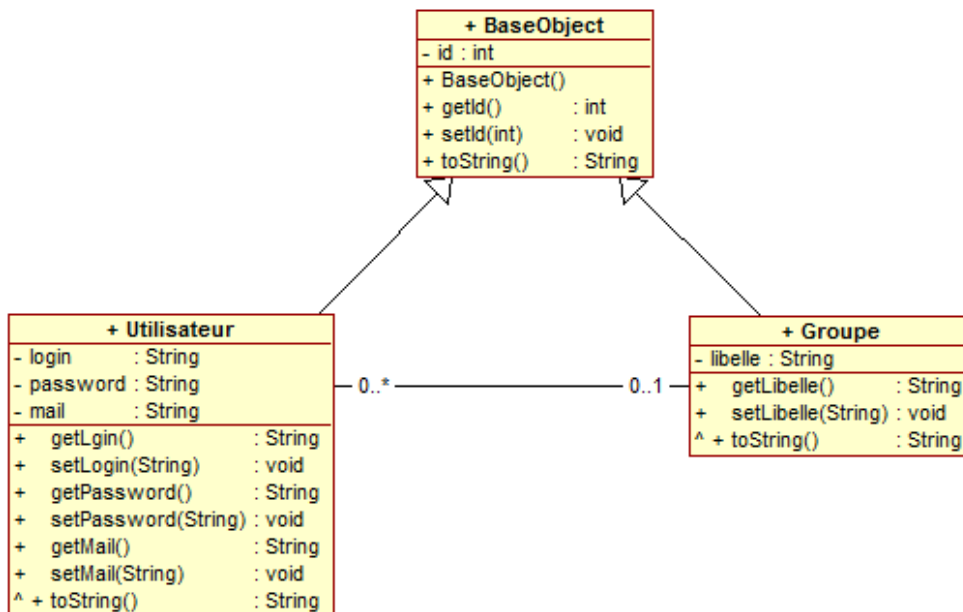 + BaseObject
- id : int
+ BaseObject()
+ getId() : int
+ setId(int) : void
+ toString() : String
+ Utilisateur
- login : String
- password : String
- mail : String
+ getLgin() : String
+ setLogin(String) : void
+ getPassword() : String
+ setPassword(String) : void
+ getMail() : String
+ setMail(String) : void
^ + toString() : String
0..* 0..1
+ Groupe
- libelle : String
+ getLibelle() : String
+ setLibelle(String) : void
^ + toString() : String